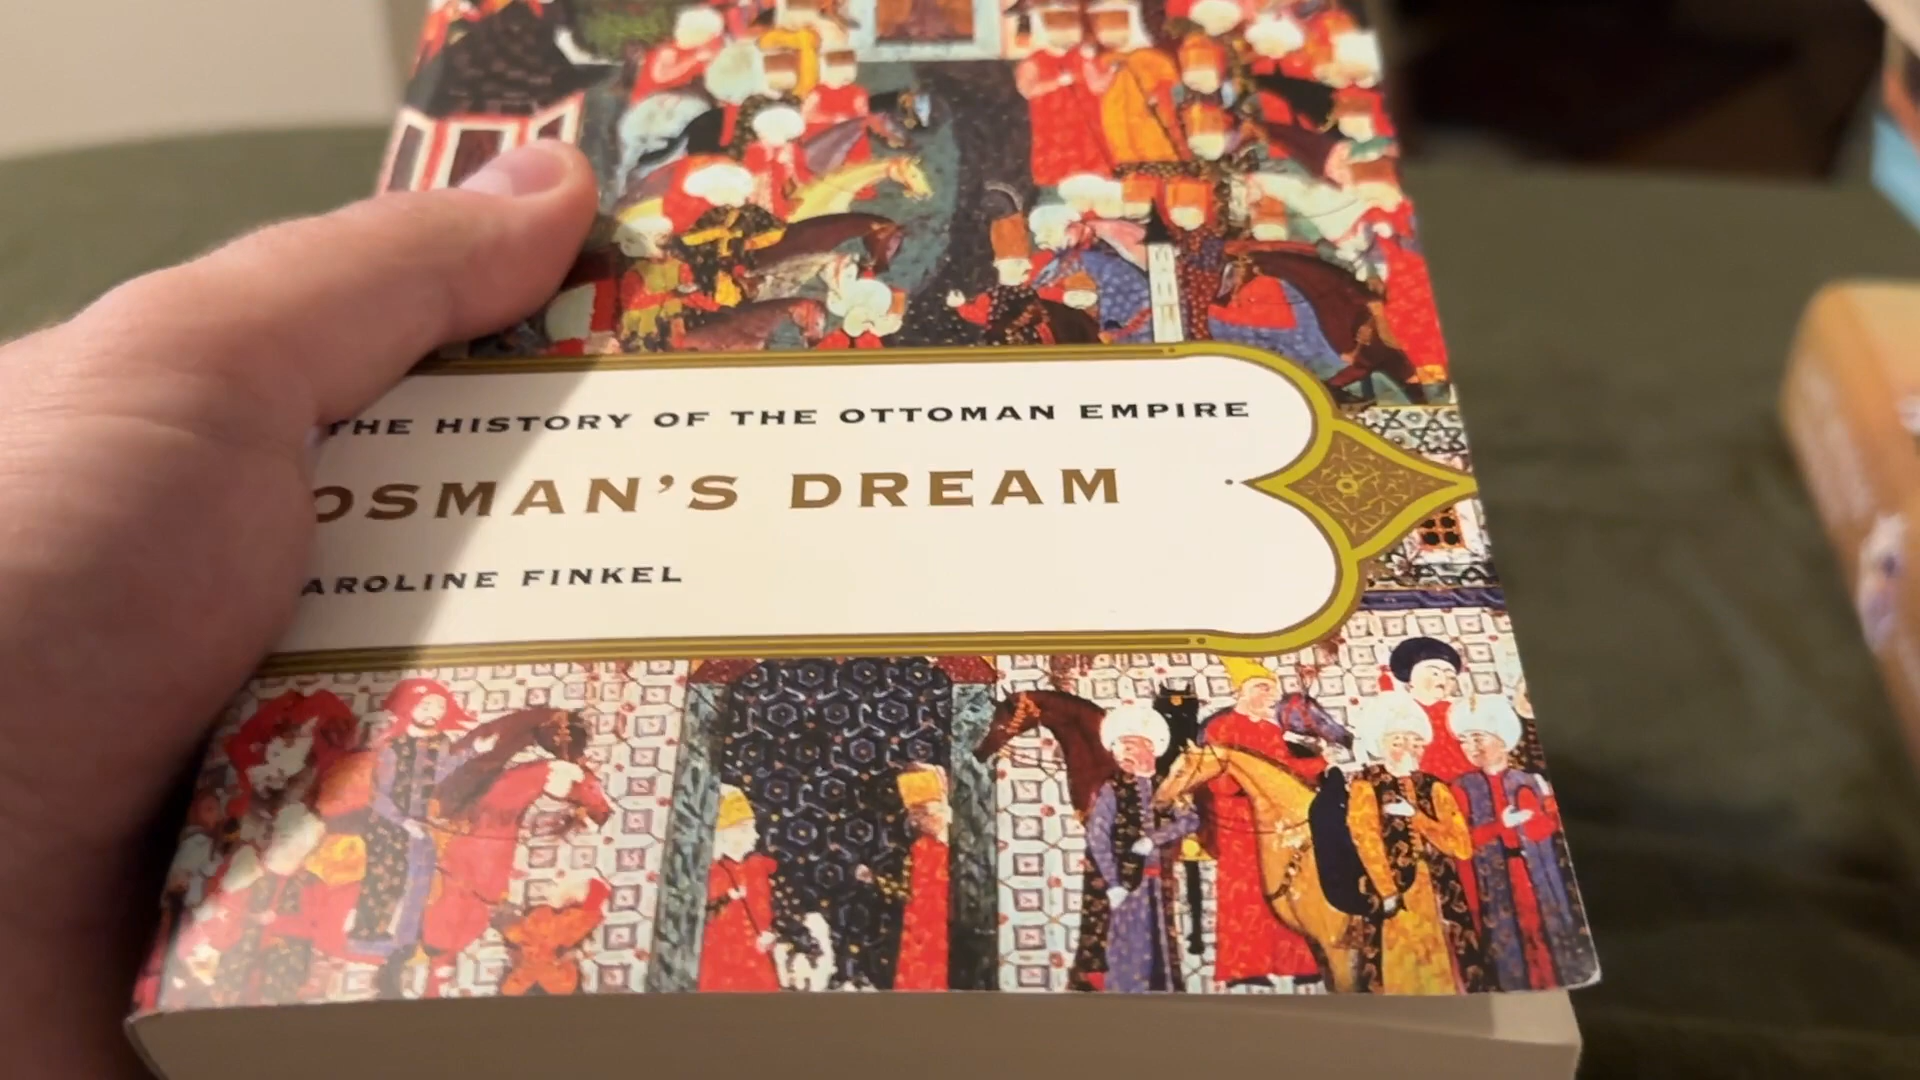 THE HISTORY OF THE OTTOMAN EMPIRE
OSMAN'S DREAM
AROLINE FINKEL